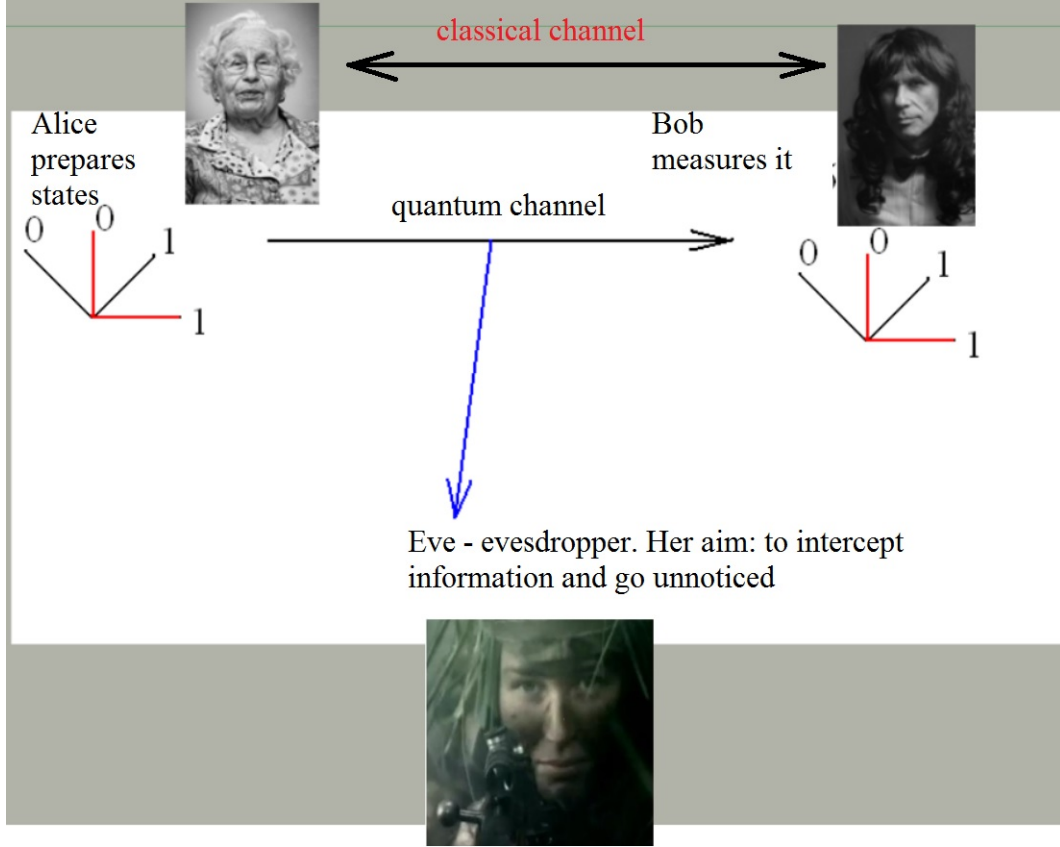 classical channel
Alice
prepares
states
Bob
measures it
quantum channel
0
0
1
1
0
0
1
1
Eve - evesdropper. Her aim: to intercept
information and go unnoticed